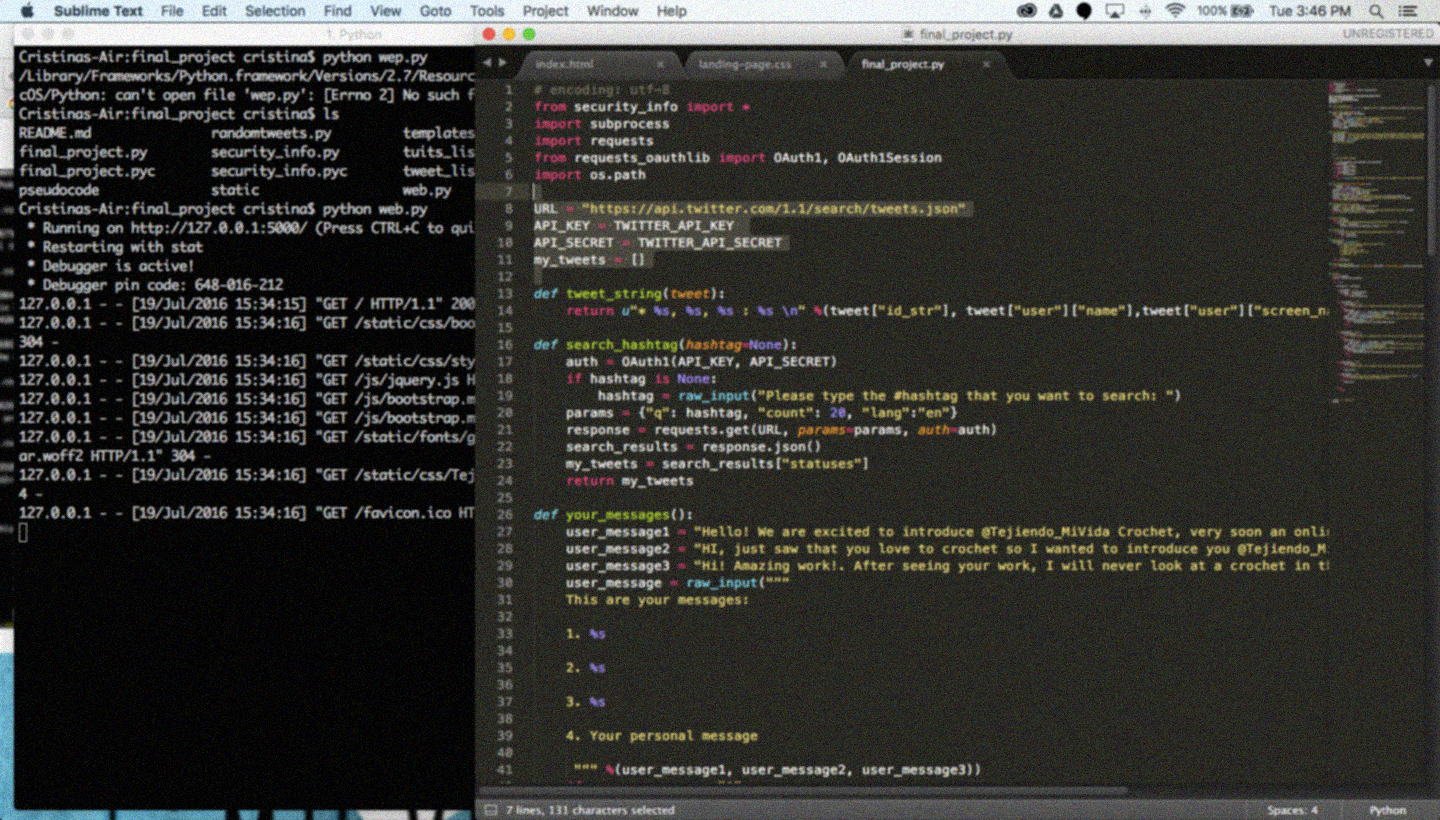 Sublime Text File Edit Selection Find View Goto Tools Project Window Help 100% Tue 3:46 PM
1. Python
Cristinas-Air:final_project cristina$ python wep.py
/Library/Frameworks/Python.framework/Versions/2.7/Resourc
cOS/Python: can't open file 'wep.py': [Errno 2] No such f
Cristinas-Air:final_project cristina$ ls
README.md randomtweets.py templates
final_project.py security_info.py tuits_lis
final_project.pyc security_info.pyc tweet_lis
pseudocode static web.py
Cristinas-Air:final_project cristina$ python web.py
* Running on http://127.0.0.1:5000/ (Press CTRL+C to qui
* Restarting with stat
* Debugger is active!
* Debugger pin code: 648-016-212
127.0.0.1 - - [19/Jul/2016 15:34:15] "GET / HTTP/1.1" 200
127.0.0.1 - - [19/Jul/2016 15:34:16] "GET /static/css/boo
304 -
127.0.0.1 - - [19/Jul/2016 15:34:16] "GET /static/css/sty
127.0.0.1 - - [19/Jul/2016 15:34:16] "GET /js/jquery.js H
127.0.0.1 - - [19/Jul/2016 15:34:16] "GET /js/bootstrap.m
127.0.0.1 - - [19/Jul/2016 15:34:16] "GET /js/bootstrap.m
127.0.0.1 - - [19/Jul/2016 15:34:16] "GET /static/fonts/g
ar.woff2 HTTP/1.1" 304 -
127.0.0.1 - - [19/Jul/2016 15:34:16] "GET /static/css/Tej
4 -
127.0.0.1 - - [19/Jul/2016 15:34:16] "GET /favicon.ico HT
final_project.py UNREGISTERED
index.html landing-page.css final_project.py
1 # encoding: utf-8
2 from security_info import *
3 import subprocess
4 import requests
5 from requests_oauthlib import OAuth1, OAuth1Session
6 import os.path
7
8 URL = "https://api.twitter.com/1.1/search/tweets.json"
9 API_KEY = TWITTER_API_KEY
10 API_SECRET = TWITTER_API_SECRET
11 my_tweets = []
12
13 def tweet_string(tweet):
14 return u"* %s, %s, %s : %s \n" %(tweet["id_str"], tweet["user"]["name"],tweet["user"]["screen_n
15
16 def search_hashtag(hashtag=None):
17 auth = OAuth1(API_KEY, API_SECRET)
18 if hashtag is None:
19 hashtag = raw_input("Please type the #hashtag that you want to search: ")
20 params = {"q": hashtag, "count": 20, "lang":"en"}
21 response = requests.get(URL, params=params, auth=auth)
22 search_results = response.json()
23 my_tweets = search_results["statuses"]
24 return my_tweets
25
26 def your_messages():
27 user_message1 = "Hello! We are excited to introduce @Tejiendo_MiVida Crochet, very soon an onli
28 user_message2 = "HI, just saw that you love to crochet so I wanted to introduce you @Tejiendo_M
29 user_message3 = "Hi! Amazing work!. After seeing your work, I will never look at a crochet in t
30 user_message = raw_input("""
31 This are your messages:
32
33 1. %s
34
35 2. %s
36
37 3. %s
38
39 4. Your personal message
40
41 """ %(user_message1, user_message2, user_message3))
7 lines, 131 characters selected Spaces: 4 Python